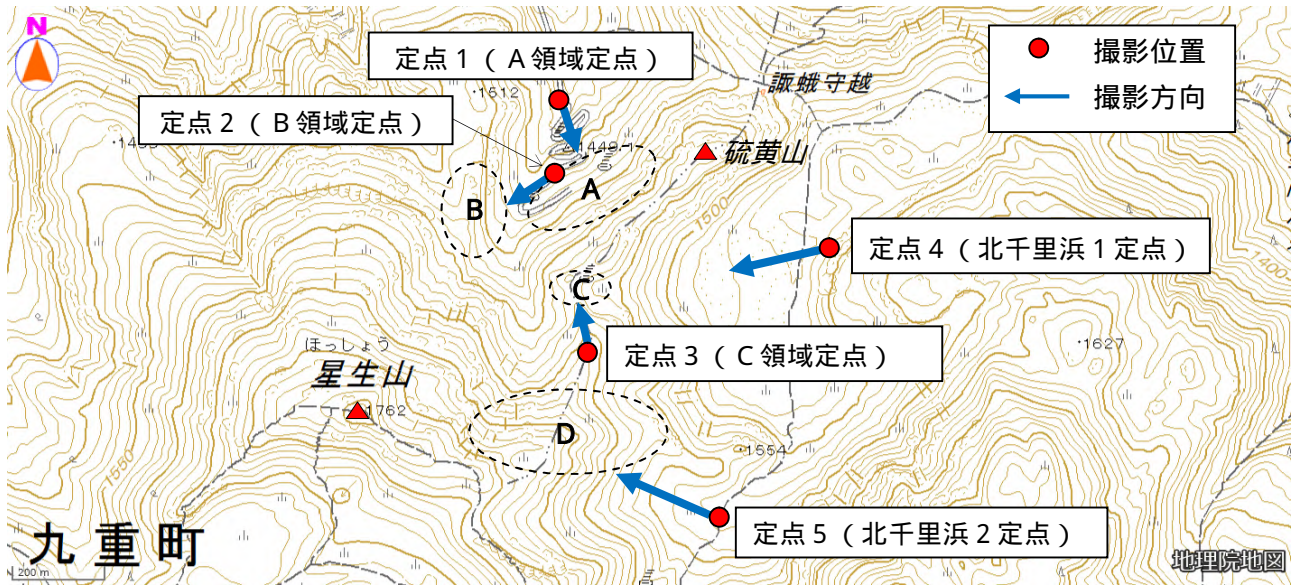 N
定点1（A領域定点）
撮影位置
撮影方向
・1512
諏蛾守越
定点2（B領域定点）
硫黄山
A
B
1500
定点4（北千里浜1定点）
1400
C
定点3（C領域定点）
・1627
ほっしょう
星生山
1762
D
1550
・1554
定点5（北千里浜2定点）
九重町
200 m
地理院地図